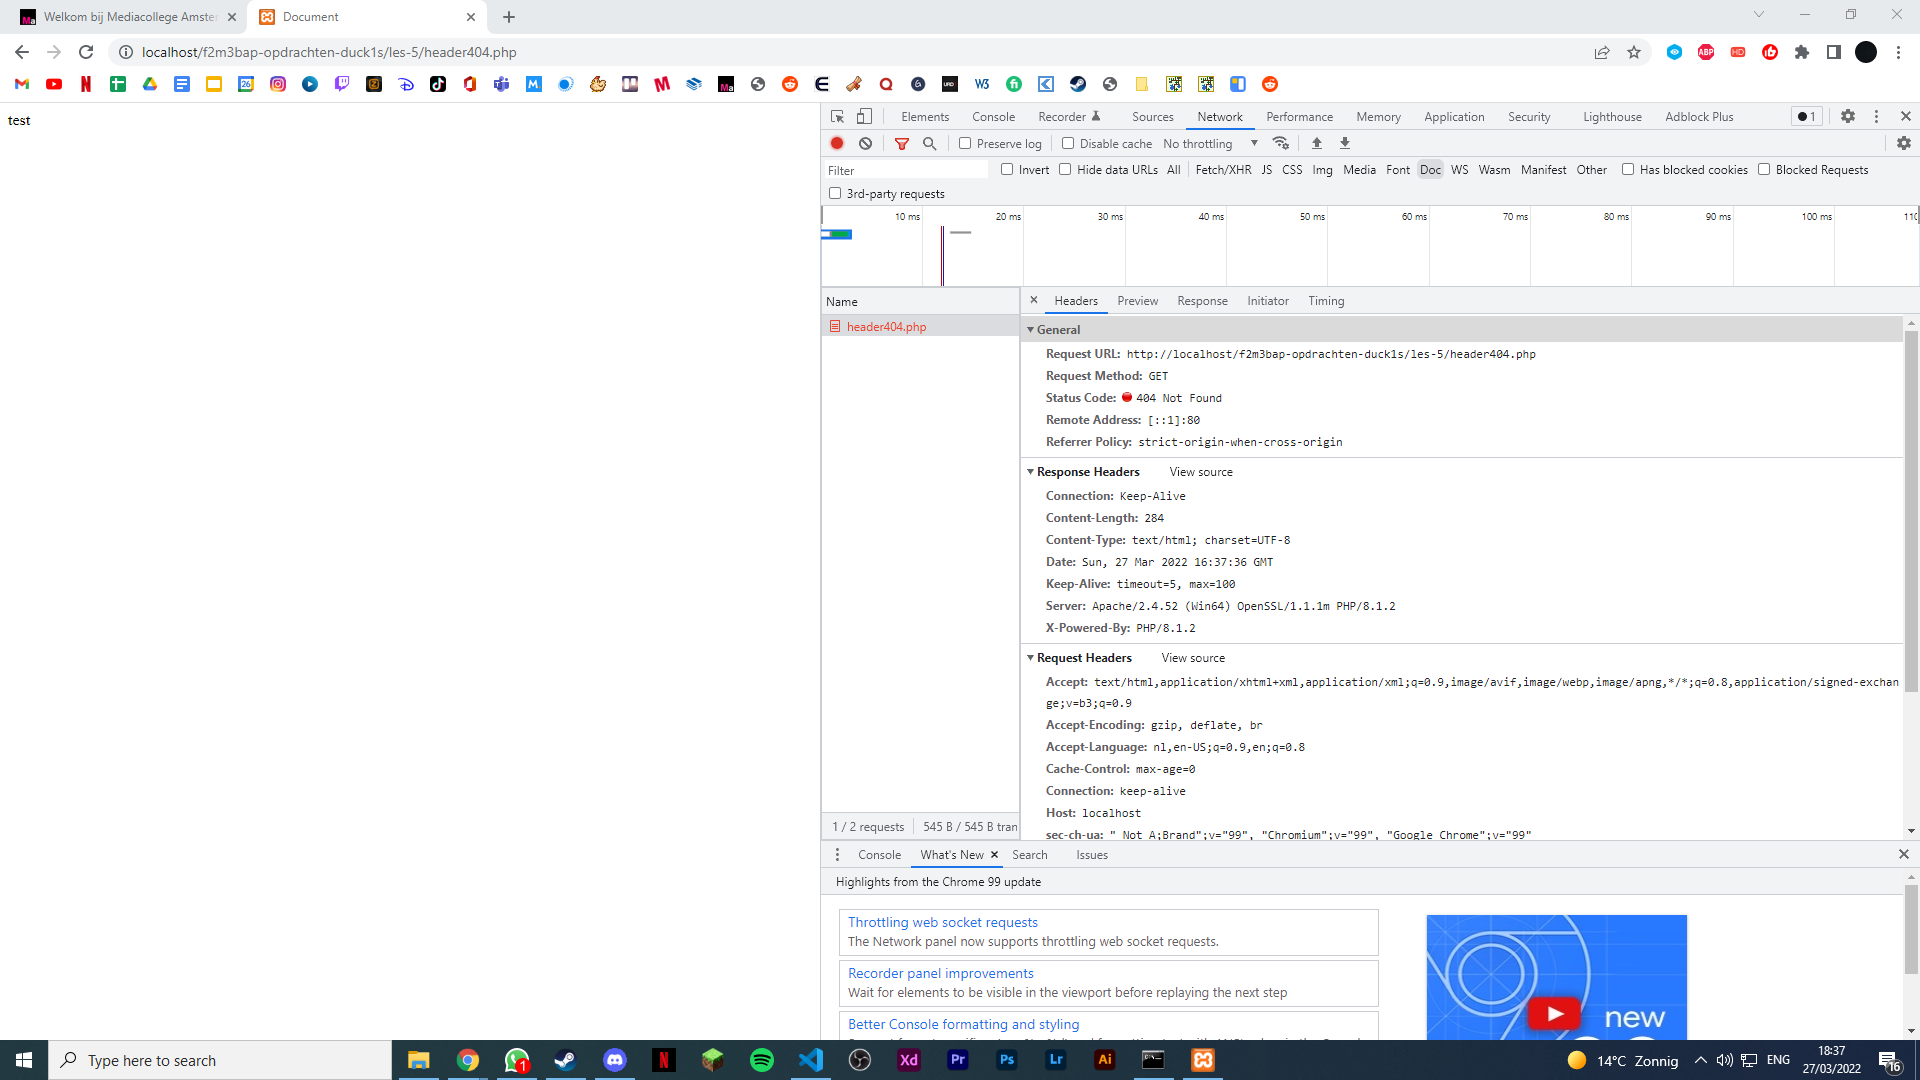 Welkom bij Mediacollege Amster
Document
localhost/f2m3bap-opdrachten-duck1s/les-5/header404.php
test
Elements Console Recorder Sources Network Performance Memory Application Security Lighthouse Adblock Plus 1
Preserve log Disable cache No throttling
Filter Invert Hide data URLs All Fetch/XHR JS CSS Img Media Font Doc WS Wasm Manifest Other Has blocked cookies Blocked Requests
3rd-party requests
10 ms 20 ms 30 ms 40 ms 50 ms 60 ms 70 ms 80 ms 90 ms 100 ms 110
Name
header404.php
1 / 2 requests 545 B / 545 B tran
Headers Preview Response Initiator Timing
General
Request URL: http://localhost/f2m3bap-opdrachten-duck1s/les-5/header404.php
Request Method: GET
Status Code: 404 Not Found
Remote Address: [::1]:80
Referrer Policy: strict-origin-when-cross-origin
Response Headers View source
Connection: Keep-Alive
Content-Length: 284
Content-Type: text/html; charset=UTF-8
Date: Sun, 27 Mar 2022 16:37:36 GMT
Keep-Alive: timeout=5, max=100
Server: Apache/2.4.52 (Win64) OpenSSL/1.1.1m PHP/8.1.2
X-Powered-By: PHP/8.1.2
Request Headers View source
Accept: text/html,application/xhtml+xml,application/xml;q=0.9,image/avif,image/webp,image/apng,*/*;q=0.8,application/signed-exchan
ge;v=b3;q=0.9
Accept-Encoding: gzip, deflate, br
Accept-Language: nl,en-US;q=0.9,en;q=0.8
Cache-Control: max-age=0
Connection: keep-alive
Host: localhost
sec-ch-ua: " Not A;Brand";v="99", "Chromium";v="99", "Google Chrome";v="99"
Console What's New Search Issues
Highlights from the Chrome 99 update
Throttling web socket requests
The Network panel now supports throttling web socket requests.
Recorder panel improvements
Wait for elements to be visible in the viewport before replaying the next step
Better Console formatting and styling
new
Type here to search
14°C Zonnig ENG
18:37
27/03/2022
16